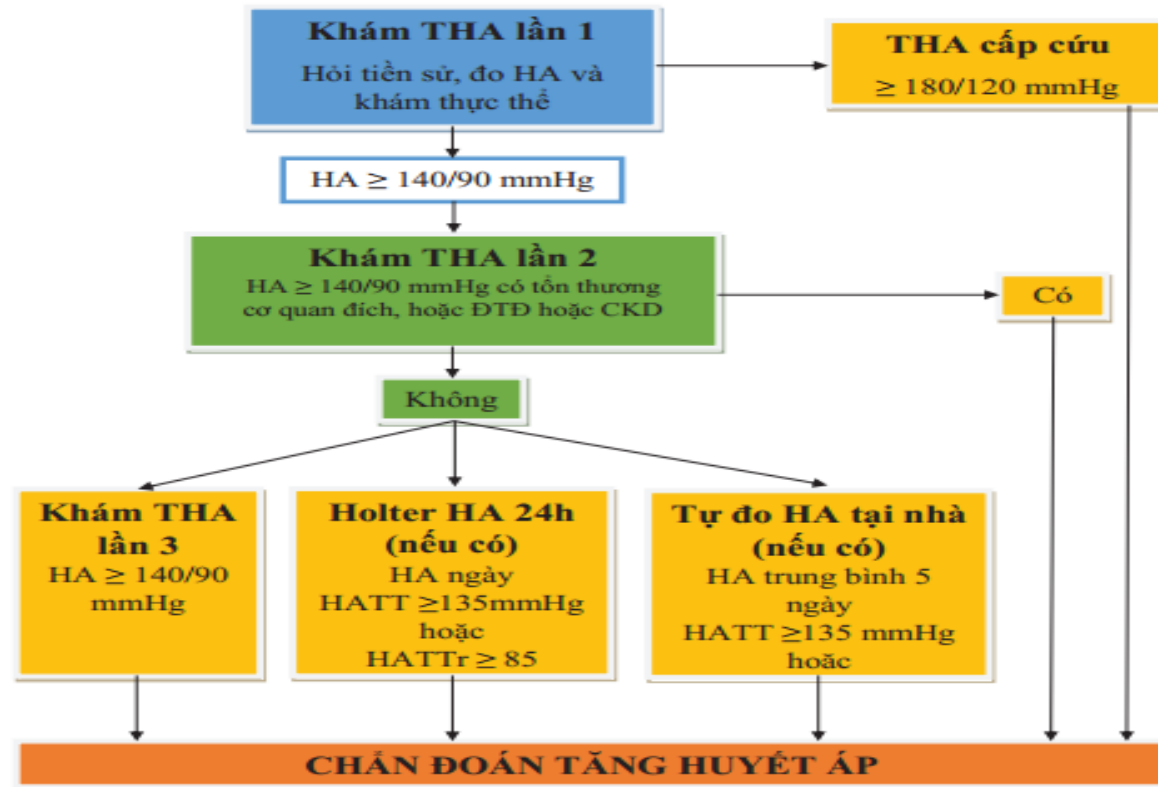 Khám THA lần 1
Hỏi tiền sử, đo HA và
khám thực thể
THA cấp cứu
≥ 180/120 mmHg
HA ≥ 140/90 mmHg
Khám THA lần 2
HA ≥ 140/90 mmHg có tổn thương
cơ quan đích, hoặc ĐTĐ hoặc CKD
Có
Không
Khám THA
lần 3
HA ≥ 140/90
mmHg
Holter HA 24h
(nếu có)
HA ngày
HATT ≥135mmHg
hoặc
HATTr ≥ 85
Tự đo HA tại nhà
(nếu có)
HA trung bình 5
ngày
HATT ≥135 mmHg
hoặc
CHẨN ĐOÁN TĂNG HUYẾT ÁP